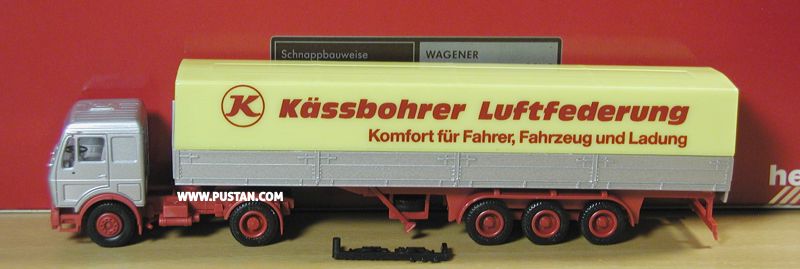 Schnappbauweise
WAGENER
K Kässbohrer Luftfederung
Komfort für Fahrer, Fahrzeug und Ladung
WWW.PUSTAN.COM
he